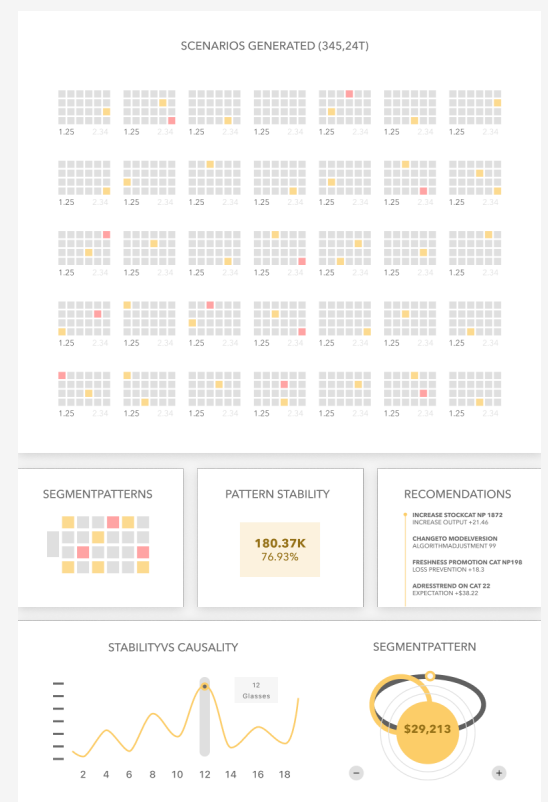 SCENARIOS GENERATED (345,24T)
1.25 2.34 1.25 2.34 1.25 2.34 1.25 2.34 1.25 2.34 1.25 2.34 1.25 2.34
1.25 2.34 1.25 2.34 1.25 2.34 1.25 2.34 1.25 2.34 1.25 2.34 1.25 2.34
1.25 2.34 1.25 2.34 1.25 2.34 1.25 2.34 1.25 2.34 1.25 2.34 1.25 2.34
1.25 2.34 1.25 2.34 1.25 2.34 1.25 2.34 1.25 2.34 1.25 2.34 1.25 2.34
1.25 2.34 1.25 2.34 1.25 2.34 1.25 2.34 1.25 2.34 1.25 2.34 1.25 2.34
SEGMENTPATTERNS
PATTERN STABILITY
180.37K
76.93%
RECOMENDATIONS
INCREASE STOCKCAT NP 1872
INCREASE OUTPUT +21.46
CHANGETO MODELVERSION
ALGORITHMADJUSTMENT 99
FRESHNESS PROMOTION CAT NP198
LOSS PREVENTION +18.3
ADRESSTREND ON CAT 22
EXPECTATION +$38.22
STABILITYVS CAUSALITY
12
Glasses
2 4 6 8 10 12 14 16 18
SEGMENTPATTERN
$29,213
− +